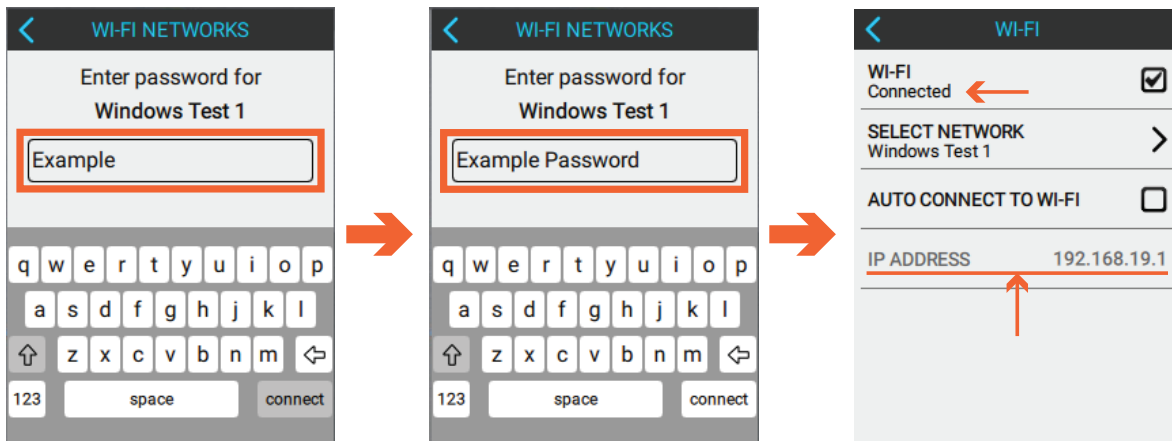 WI-FI NETWORKS
Enter password for
Windows Test 1
Example
q w e r t y u i o p
a s d f g h j k l
z x c v b n m
123 space connect
WI-FI NETWORKS
Enter password for
Windows Test 1
Example Password
q w e r t y u i o p
a s d f g h j k l
z x c v b n m
123 space connect
WI-FI
WI-FI
Connected
SELECT NETWORK
Windows Test 1
AUTO CONNECT TO WI-FI
IP ADDRESS 192.168.19.1